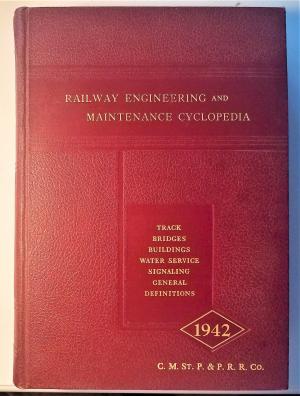 RAILWAY ENGINEERING AND
MAINTENANCE CYCLOPEDIA
TRACK
BRIDGES
BUILDINGS
WATER SERVICE
SIGNALING
GENERAL
DEFINITIONS
1942
C. M. ST. P. & P. R. R. CO.